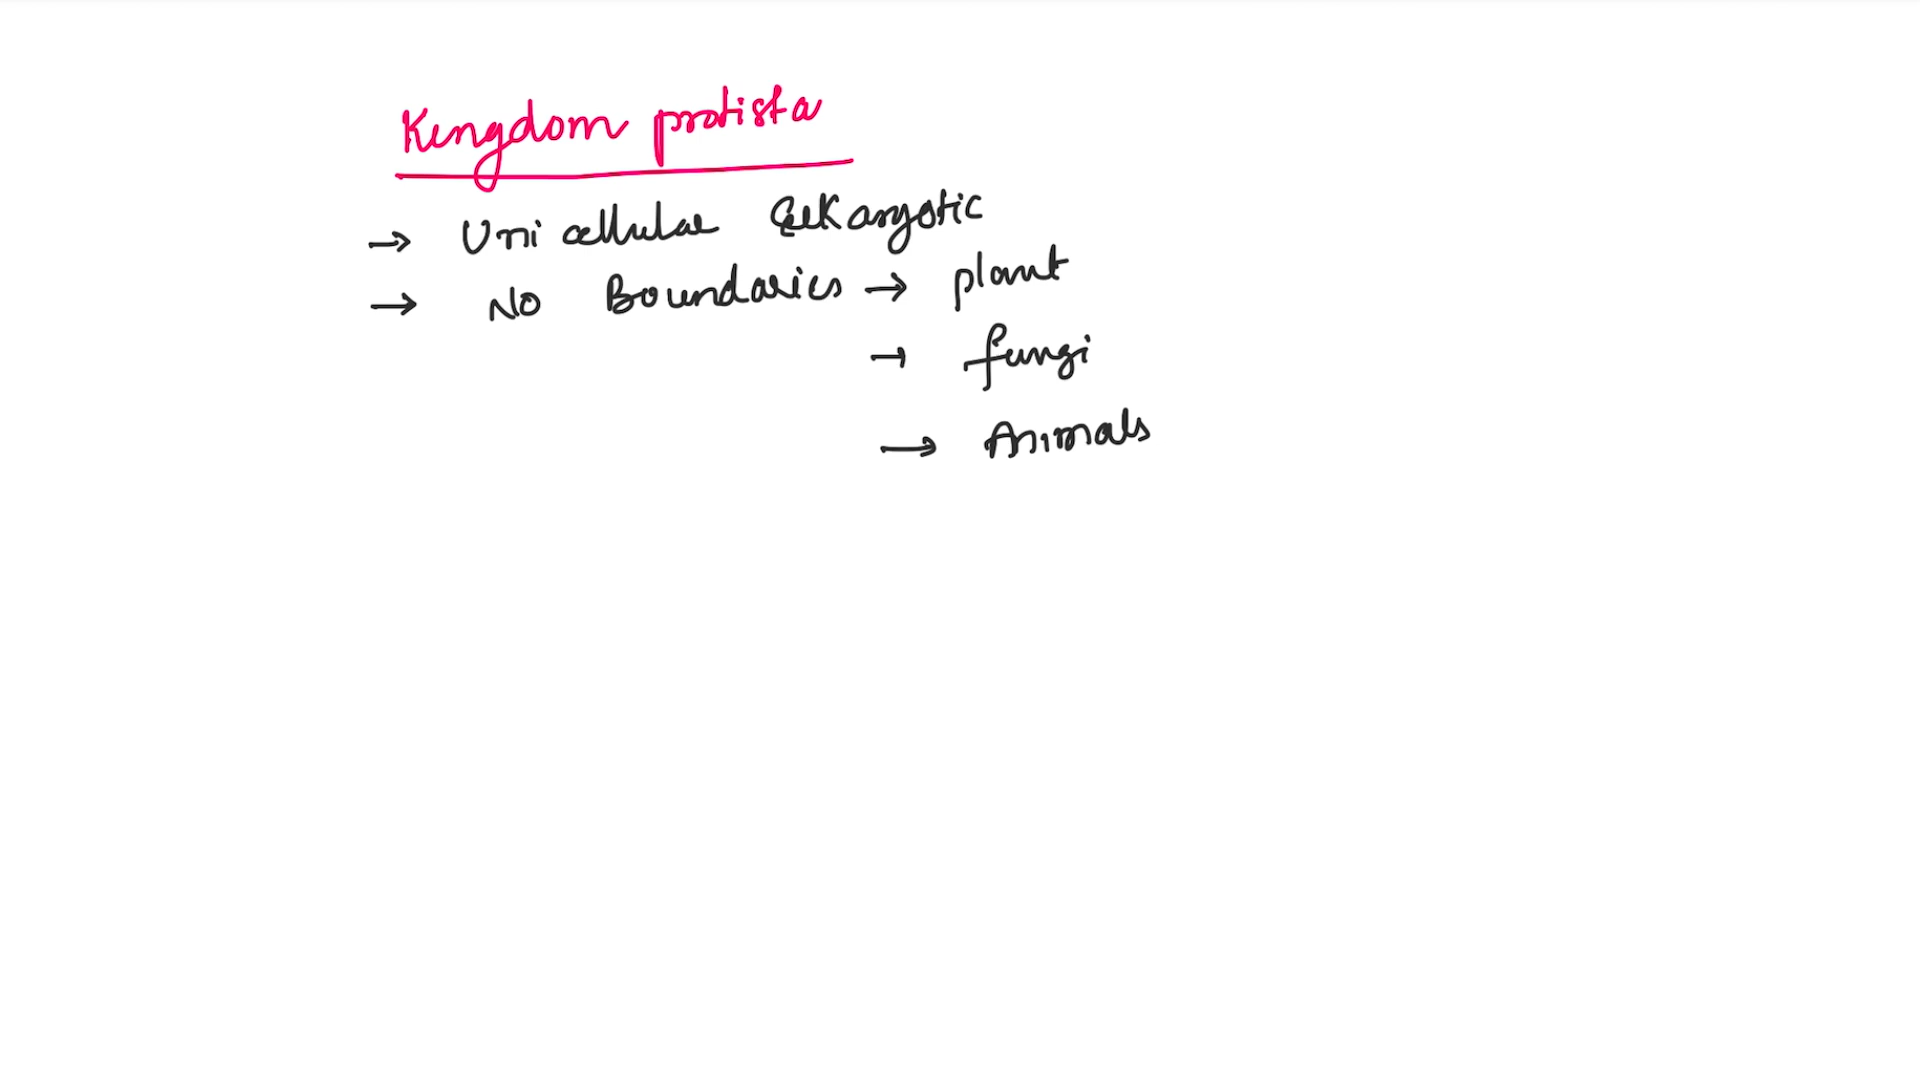 Kingdom protista
→ Unicellular Eukaryotic
→ No Boundaries → plant
→ fungi
→ Animals